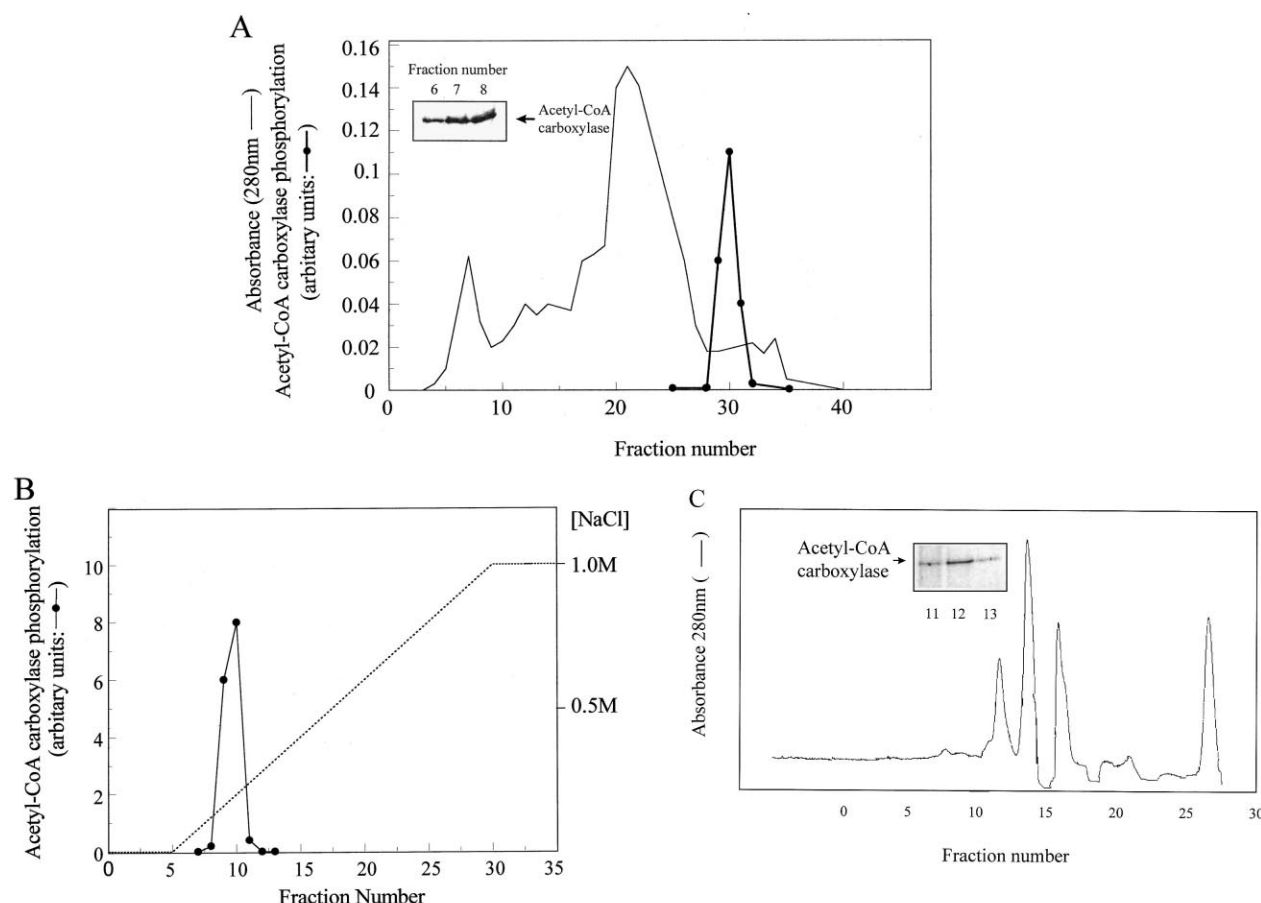 A
Absorbance (280nm —)
Acetyl-CoA carboxylase phosphorylation
(arbitary units:—●—)
0.16
0.14
0.12
0.1
0.08
0.06
0.04
0.02
0
Fraction number
6 7 8
Acetyl-CoA
carboxylase
0 10 20 30 40
Fraction number
B
Acetyl-CoA carboxylase phosphorylation
(arbitary units:—●—)
10
8
6
4
2
0
[NaCl]
1.0M
0.5M
0 5 10 15 20 25 30 35
Fraction Number
C
Absorbance 280nm ( — )
Acetyl-CoA
carboxylase
11 12 13
0 5 10 15 20 25 30
Fraction number